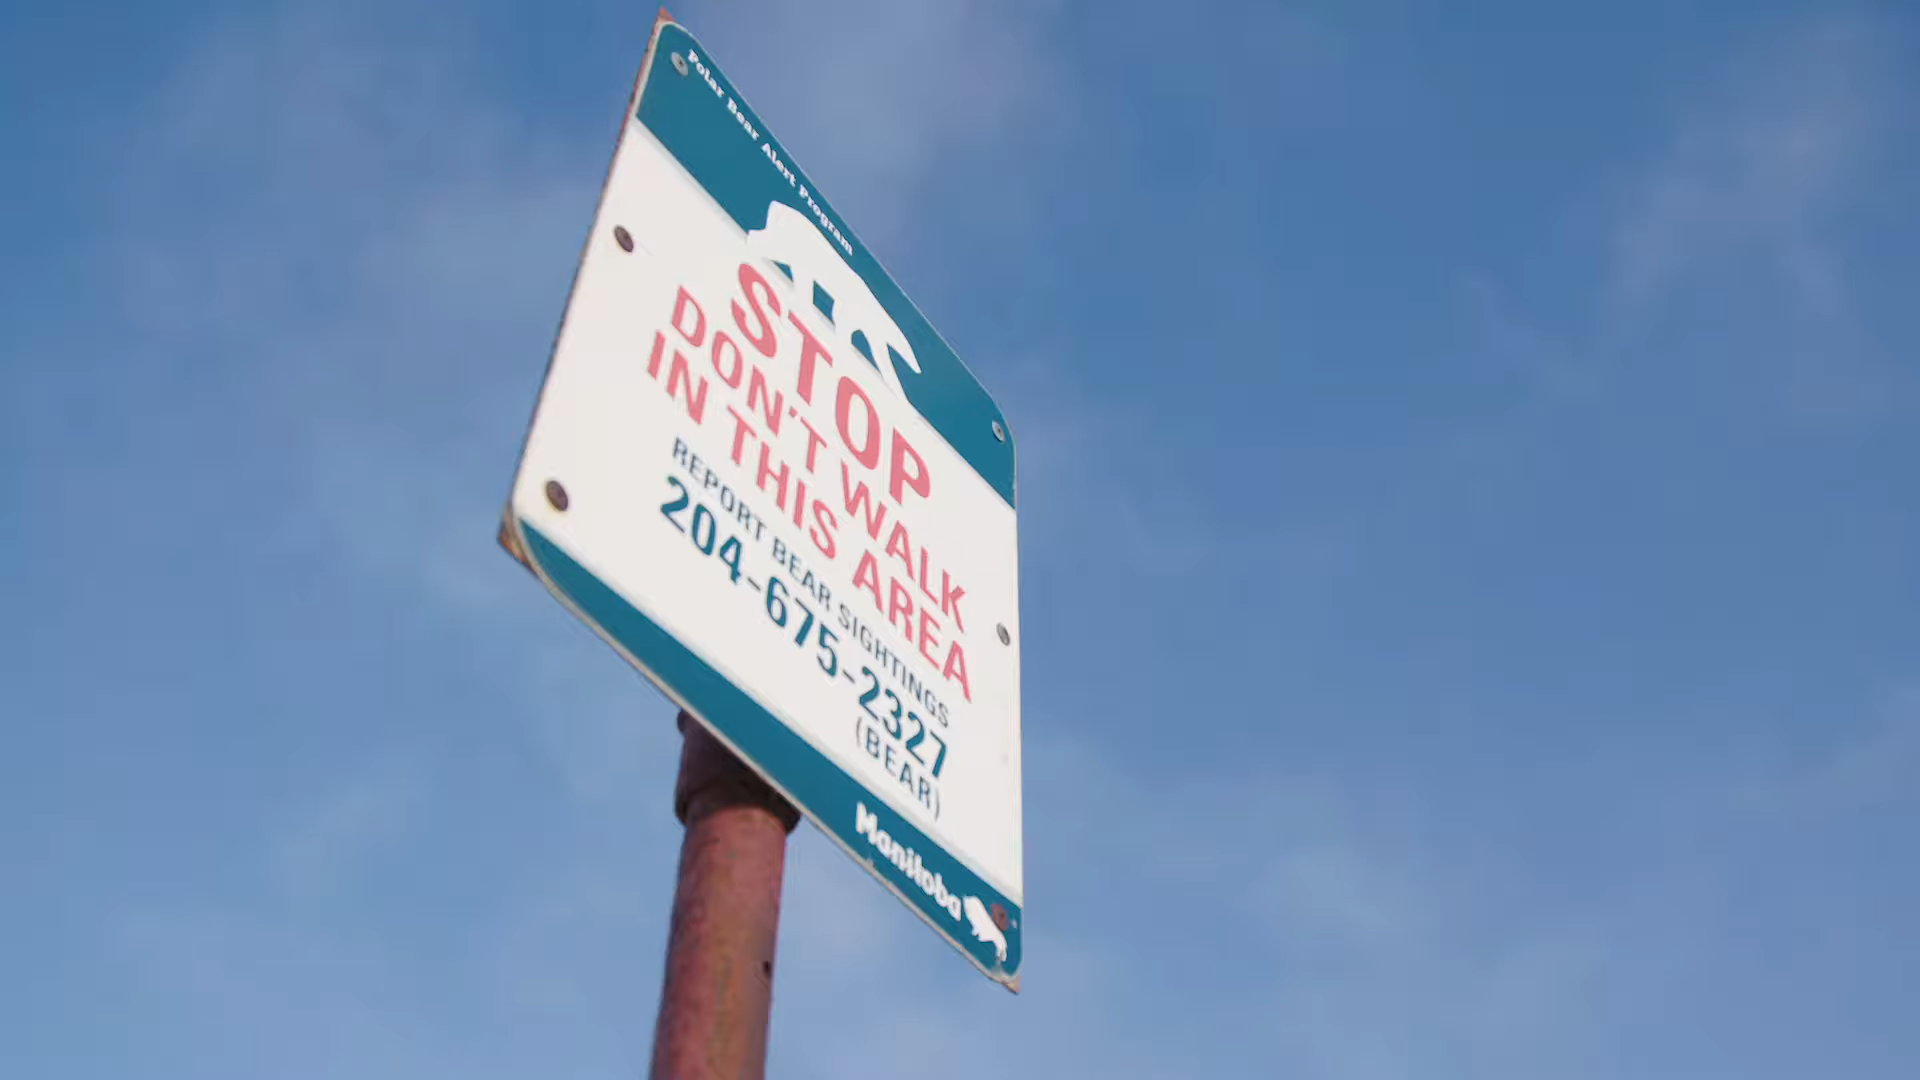 Polar Bear Alert Program
STOP
DON'T WALK
IN THIS AREA
REPORT BEAR SIGHTINGS
204-675-2327
(BEAR)
Manitoba